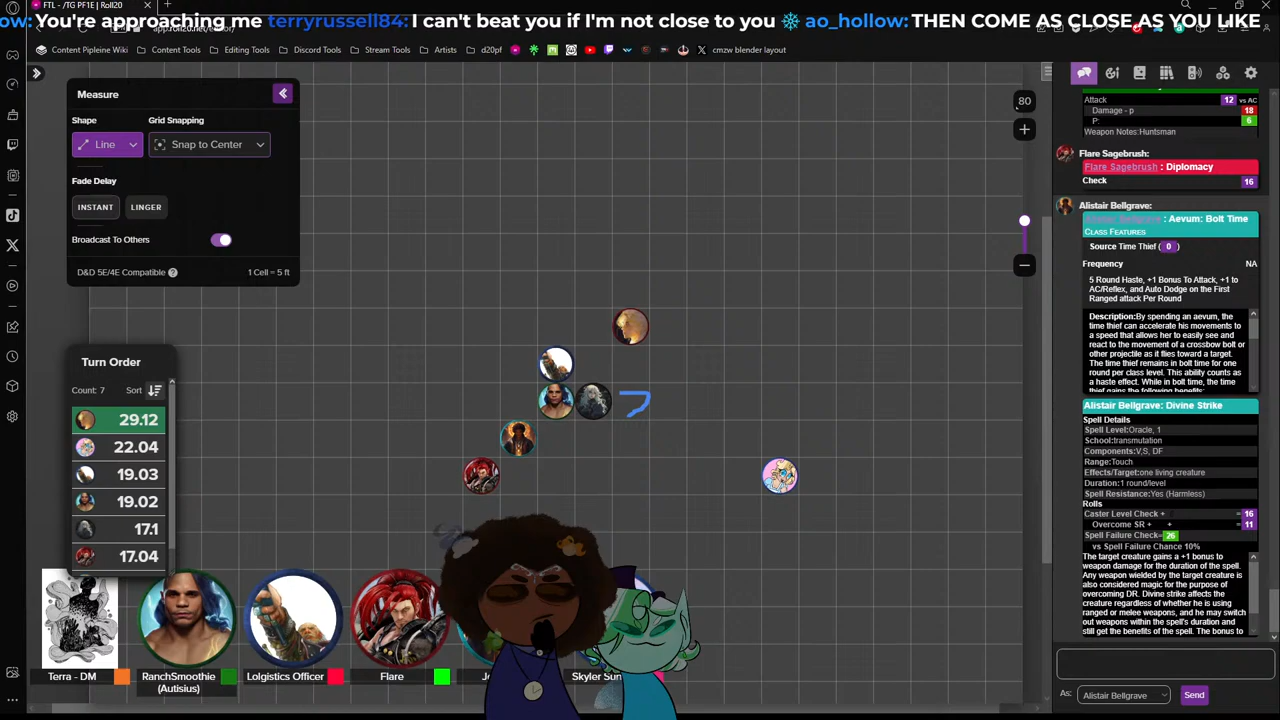 FTL - /TG PF1E | Roll20
ow: You're approaching me terryrussell84: I can't beat you if I'm not close to you ❄ ao_hollow: THEN COME AS CLOSE AS YOU LIKE
app.roll20.net/editor/
Content Pipleine Wiki Content Tools Editing Tools Discord Tools Stream Tools Artists d20pf cmzw blender layout
Measure
Shape Grid Snapping
Line Snap to Center
Fade Delay
INSTANT LINGER
Broadcast To Others
D&D 5E/4E Compatible ? 1 Cell = 5 ft
80
Turn Order
Count: 7 Sort
29.12
22.04
19.03
19.02
17.1
17.04
Terra - DM
RanchSmoothie
(Autisius)
Lolgistics Officer
Flare
Skyler Sun
Attack 12 vs AC
Damage - p 18
P: 6
Weapon Notes:Huntsman
Flare Sagebrush:
Flare Sagebrush : Diplomacy
Check 16
Alistair Bellgrave:
Alistair Bellgrave : Aevum: Bolt Time
CLASS FEATURES
Source Time Thief ( 0 )
Frequency NA
5 Round Haste, +1 Bonus To Attack, +1 to
AC/Reflex, and Auto Dodge on the First
Ranged attack Per Round
Description:By spending an aevum, the
time thief can accelerate his movements to
a speed that allows her to easily see and
react to the movement of a crossbow bolt
or other projectile as it flies toward a
target. The time thief remains in bolt time for
one round per class level. This ability counts
as a haste effect. While in bolt time, the
time thief gains the following benefits:
Alistair Bellgrave: Divine Strike
Spell Details
Spell Level:Oracle, 1
School:transmutation
Components:V,S, DF
Range:Touch
Effects/Target:one living creature
Duration:1 round/level
Spell Resistance:Yes (Harmless)
Rolls
Caster Level Check + = 16
Overcome SR + + = 11
Spell Failure Check= 26
vs Spell Failure Chance 10%
The target creature gains a +1 bonus to
weapon damage for the duration of the spell.
Any weapon wielded by the target creature is
also considered magic for the purpose of
overcoming DR. Divine strike affects the
creature regardless of whether he is using
ranged or melee weapons, and he may switch
out weapons within the spell's duration and
still get the benefits of the spell. The bonus to
As: Alistair Bellgrave Send